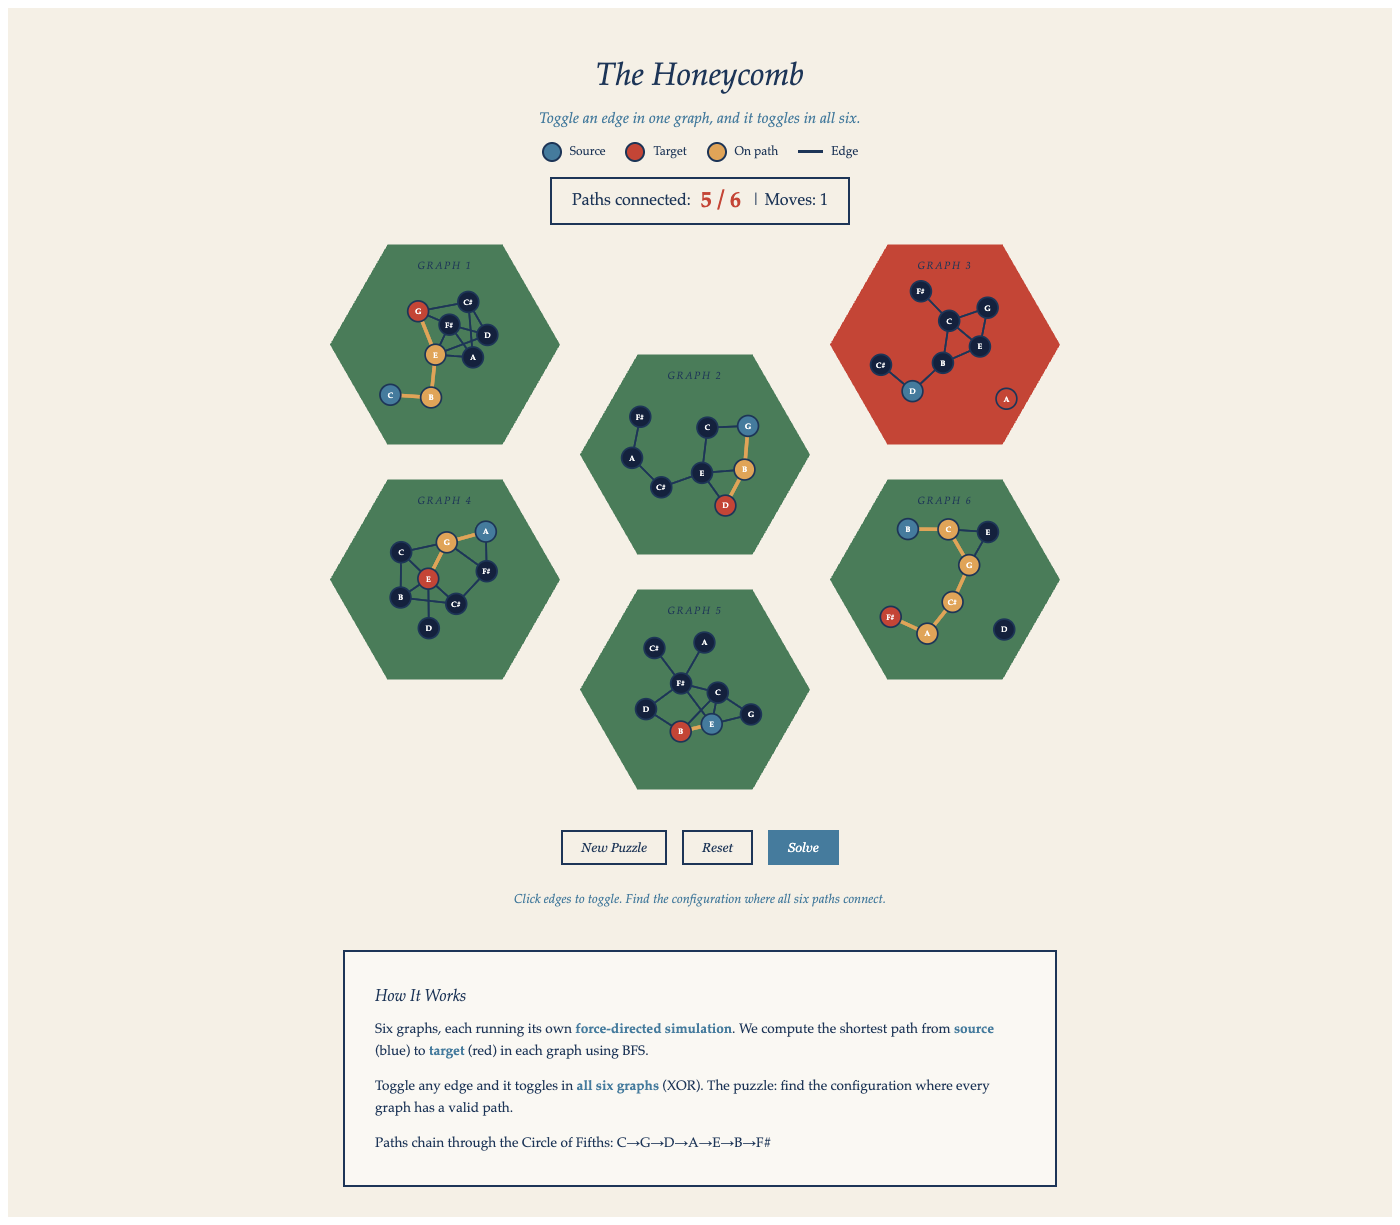 The Honeycomb
Toggle an edge in one graph, and it toggles in all six.
Source Target On path Edge
Paths connected: 5 / 6 | Moves: 1
GRAPH 1
G
C#
F#
D
E
A
C
B
GRAPH 2
F#
C
G
A
E
B
C#
D
GRAPH 3
F#
G
C
E
C#
B
D
A
GRAPH 4
A
G
C
F#
E
B
C#
D
GRAPH 5
C#
A
F#
C
D
G
B
E
GRAPH 6
B
C
E
G
C#
F#
A
D
New Puzzle Reset Solve
Click edges to toggle. Find the configuration where all six paths connect.
How It Works
Six graphs, each running its own force-directed simulation. We compute the shortest path from source
(blue) to target (red) in each graph using BFS.
Toggle any edge and it toggles in all six graphs (XOR). The puzzle: find the configuration where every
graph has a valid path.
Paths chain through the Circle of Fifths: C→G→D→A→E→B→F#